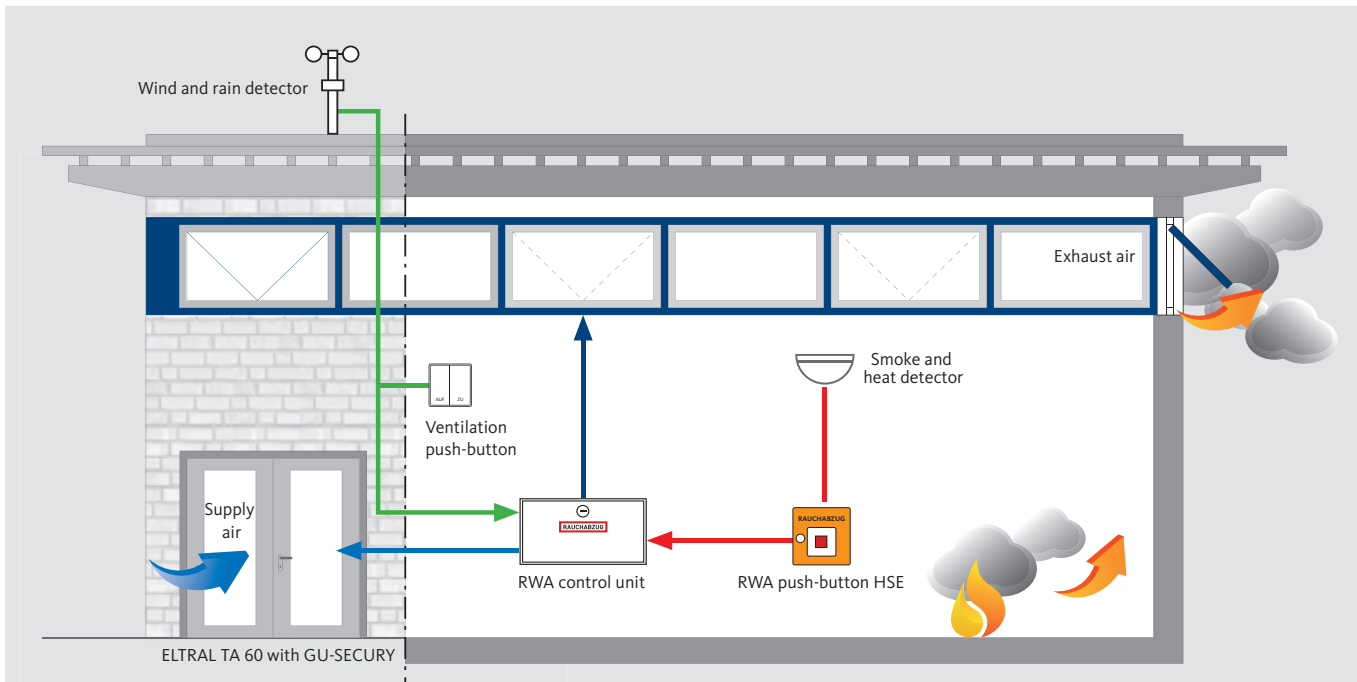 Wind and rain detector
Exhaust air
Smoke and
heat detector
AUF ZU
Ventilation
push-button
Supply
air
RAUCHABZUG
RAUCHABZUG
RWA control unit
RWA push-button HSE
ELTRAL TA 60 with GU-SECURY